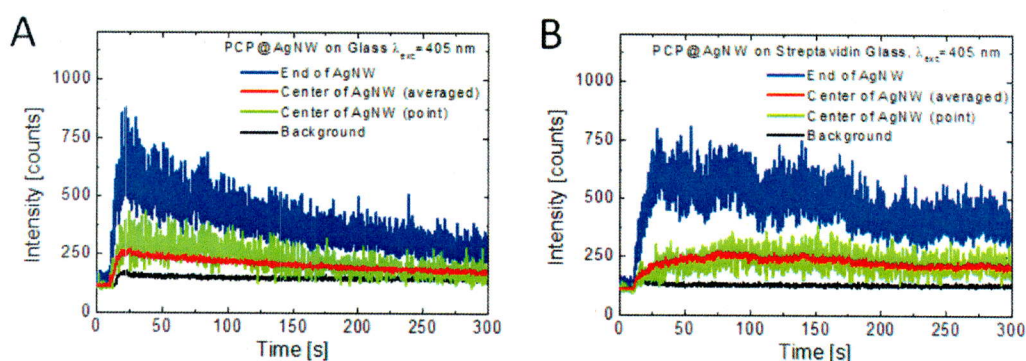 A
PCP@AgNW on Glass λexc=405 nm
End of AgNW
Center of AgNW (averaged)
Center of AgNW (point)
Background
Intensity [counts]
1000
750
500
250
0
0 50 100 150 200 250 300
Time [s]
B
PCP@AgNW on Streptavidin Glass, λexc=405 nm
End of AgNW
Center of AgNW (averaged)
Center of AgNW (point)
Background
Intensity [counts]
1000
750
500
250
0
0 50 100 150 200 250 300
Time [s]